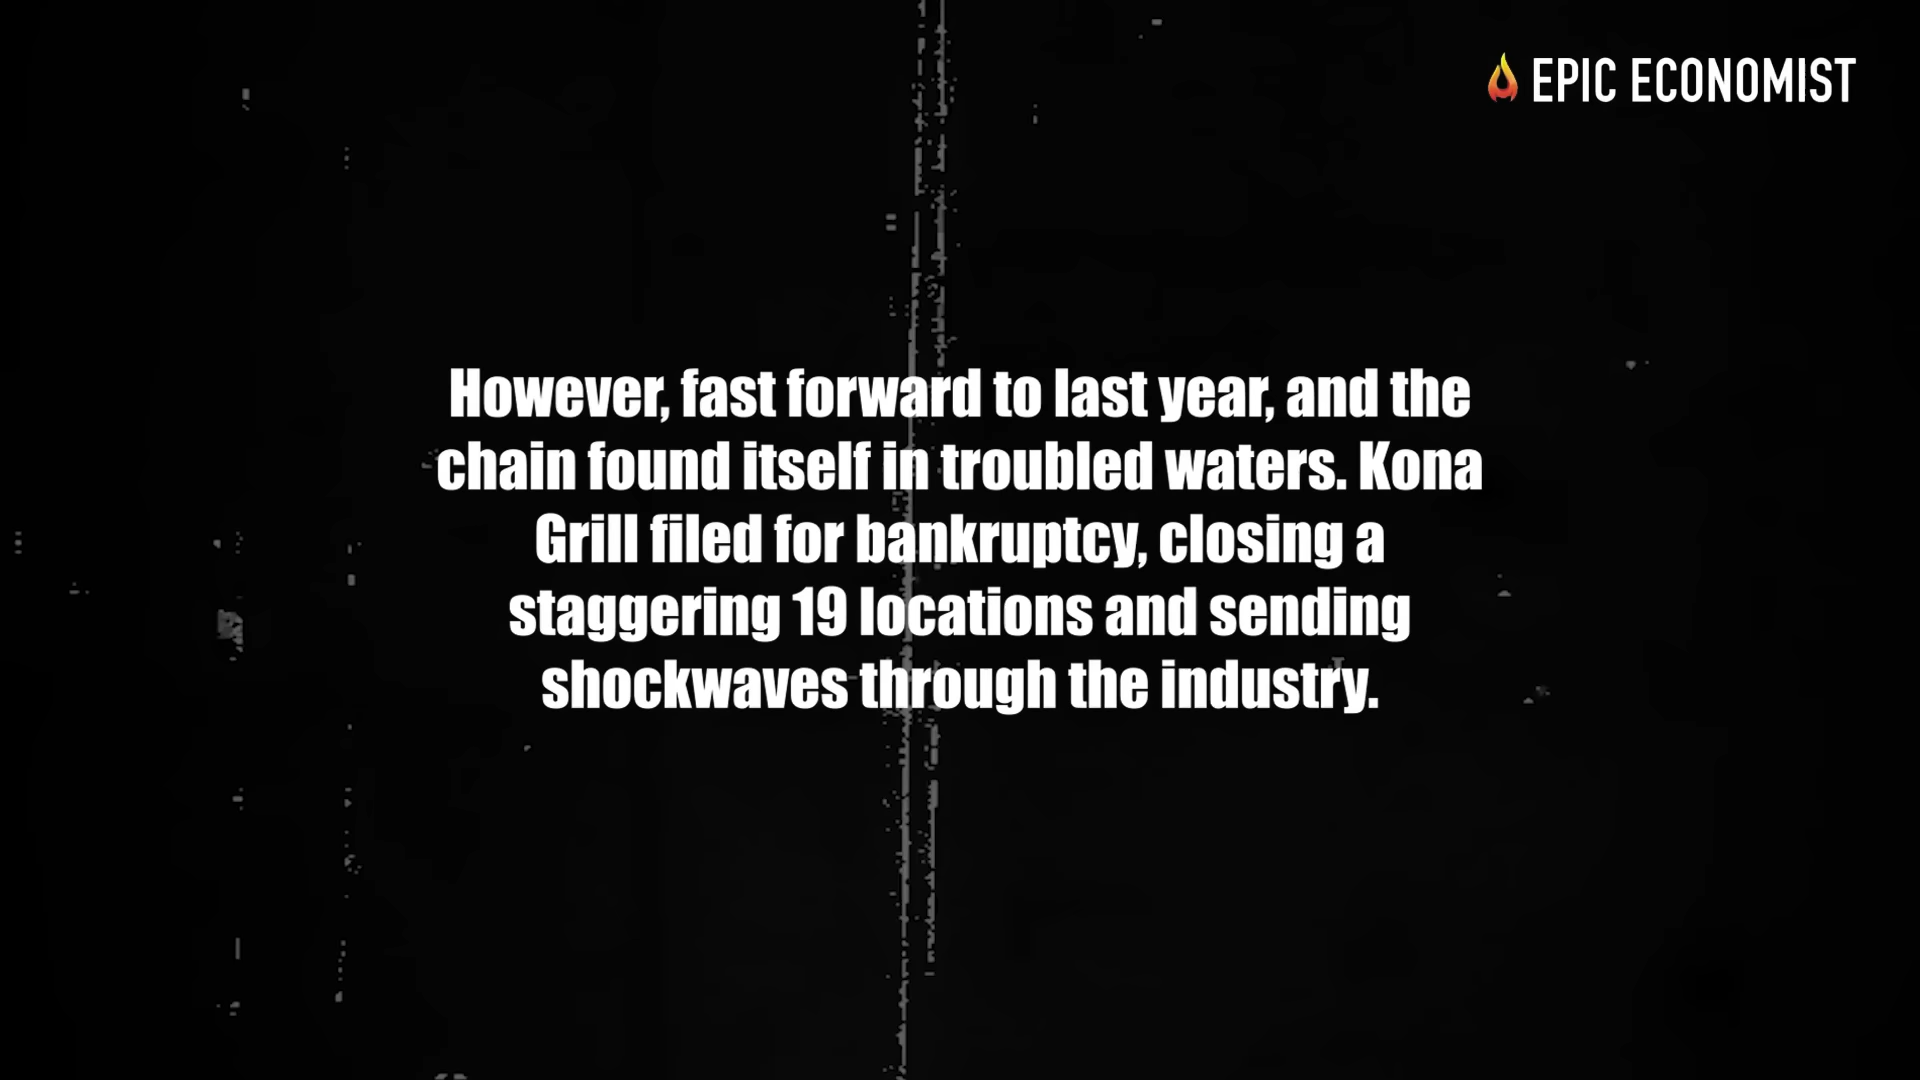 EPIC ECONOMIST
However, fast forward to last year, and the
chain found itself in troubled waters. Kona
Grill filed for bankruptcy, closing a
staggering 19 locations and sending
shockwaves through the industry.